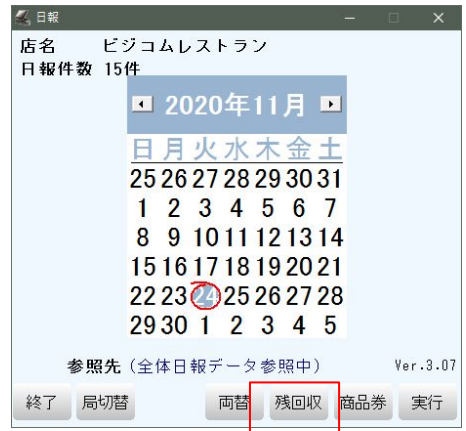 日報
店名 ビジコムレストラン
日報件数 15件
2020年11月
日 月 火 水 木 金 土
25 26 27 28 29 30 31
1 2 3 4 5 6 7
8 9 10 11 12 13 14
15 16 17 18 19 20 21
22 23 24 25 26 27 28
29 30 1 2 3 4 5
参照先(全体日報データ参照中) Ver.3.07
終了 局切替 両替 残回収 商品券 実行